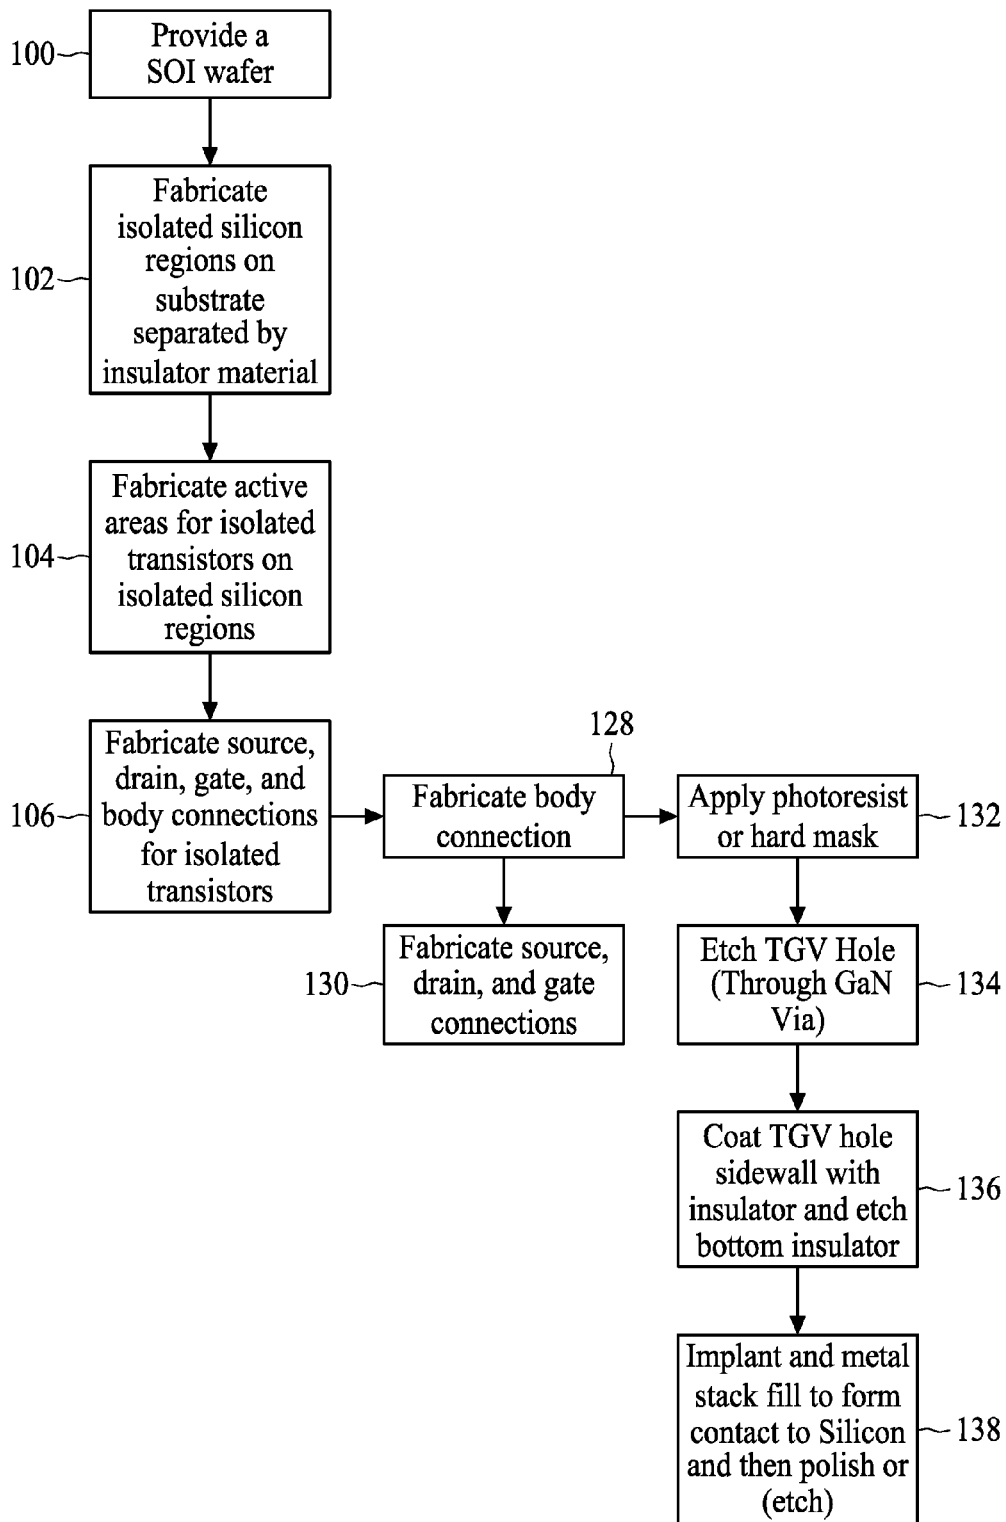 100
Provide a
SOI wafer
102
Fabricate
isolated silicon
regions on
substrate
separated by
insulator material
104
Fabricate active
areas for isolated
transistors on
isolated silicon
regions
106
Fabricate source,
drain, gate, and
body connections
for isolated
transistors
128
Fabricate body
connection
130
Fabricate source,
drain, and gate
connections
Apply photoresist
or hard mask
132
Etch TGV Hole
(Through GaN
Via)
134
Coat TGV hole
sidewall with
insulator and etch
bottom insulator
136
Implant and metal
stack fill to form
contact to Silicon
and then polish or
(etch)
138